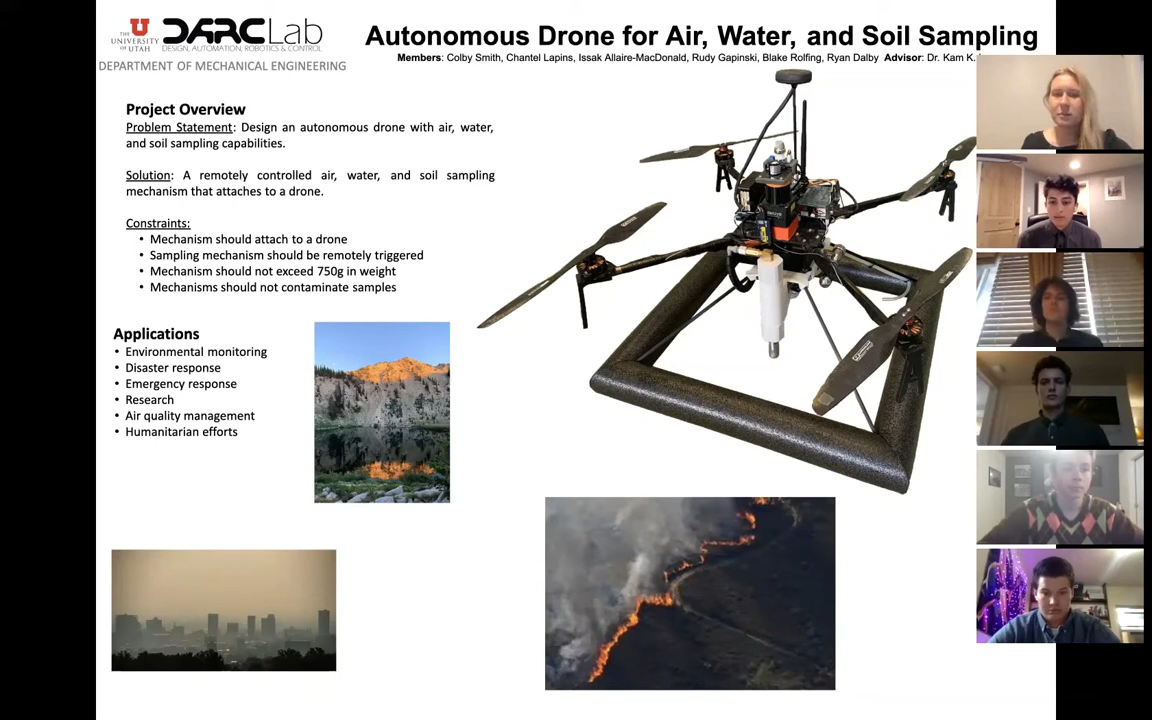 THE
UNIVERSITY
OF UTAH
DARC Lab
DESIGN, AUTOMATION, ROBOTICS & CONTROL
DEPARTMENT OF MECHANICAL ENGINEERING
Autonomous Drone for Air, Water, and Soil Sampling
Members: Colby Smith, Chantel Lapins, Issak Allaire-MacDonald, Rudy Gapinski, Blake Rolfing, Ryan Dalby Advisor: Dr. Kam K.
Project Overview
Problem Statement: Design an autonomous drone with air, water,
and soil sampling capabilities.
Solution: A remotely controlled air, water, and soil sampling
mechanism that attaches to a drone.
Constraints:
• Mechanism should attach to a drone
• Sampling mechanism should be remotely triggered
• Mechanism should not exceed 750g in weight
• Mechanisms should not contaminate samples
Applications
• Environmental monitoring
• Disaster response
• Emergency response
• Research
• Air quality management
• Humanitarian efforts